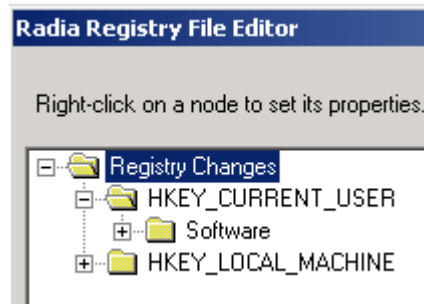 Radia Registry File Editor
Right-click on a node to set its properties.
Registry Changes
HKEY_CURRENT_USER
Software
HKEY_LOCAL_MACHINE